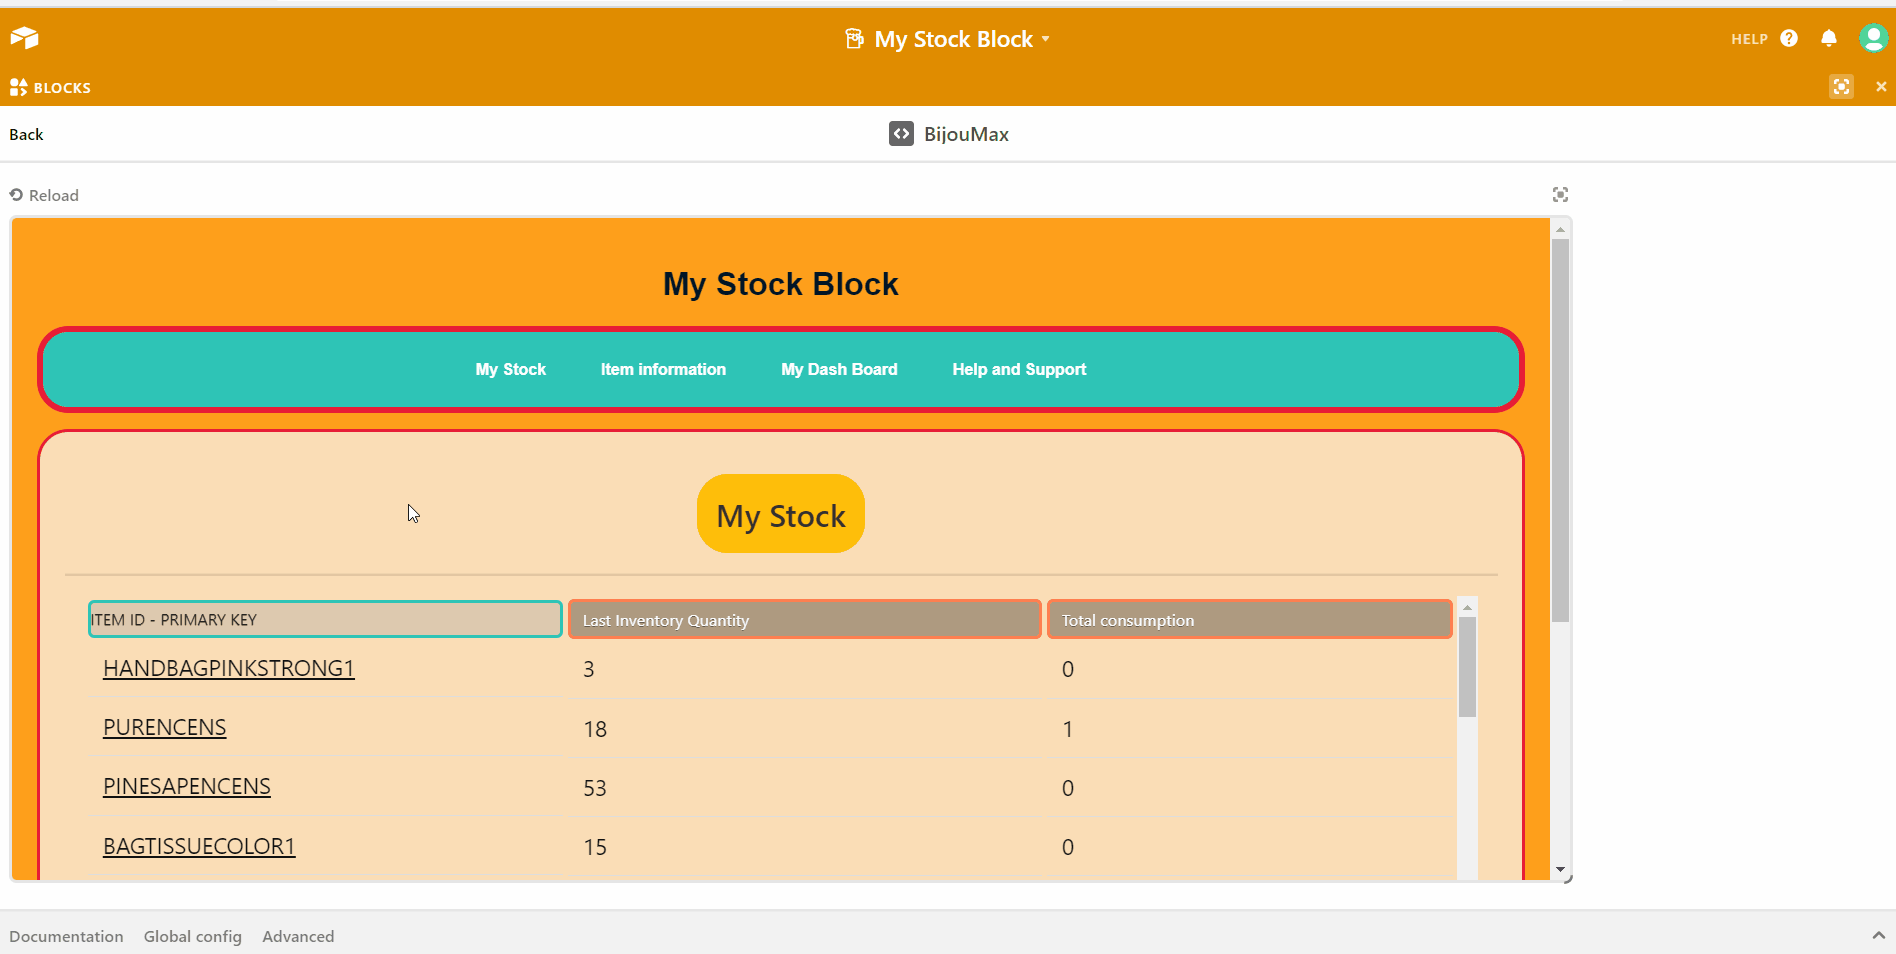 My Stock Block
HELP
BLOCKS
Back
BijouMax
Reload
My Stock Block
My Stock Item information My Dash Board Help and Support
My Stock
ITEM ID - PRIMARY KEY Last Inventory Quantity Total consumption
HANDBAGPINKSTRONG1 3 0
PURENCENS 18 1
PINESAPENCENS 53 0
BAGTISSUECOLOR1 15 0
Documentation Global config Advanced